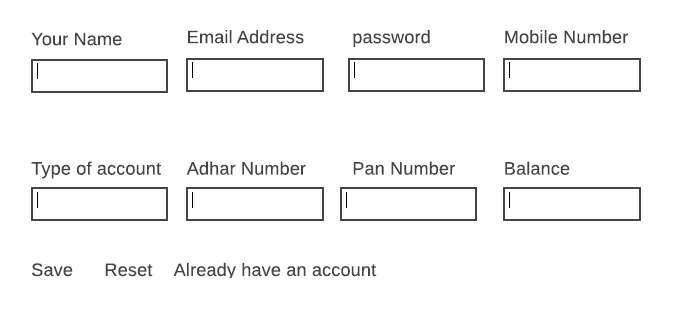 Your Name Email Address password Mobile Number
Type of account Adhar Number Pan Number Balance
Save Reset Already have an account